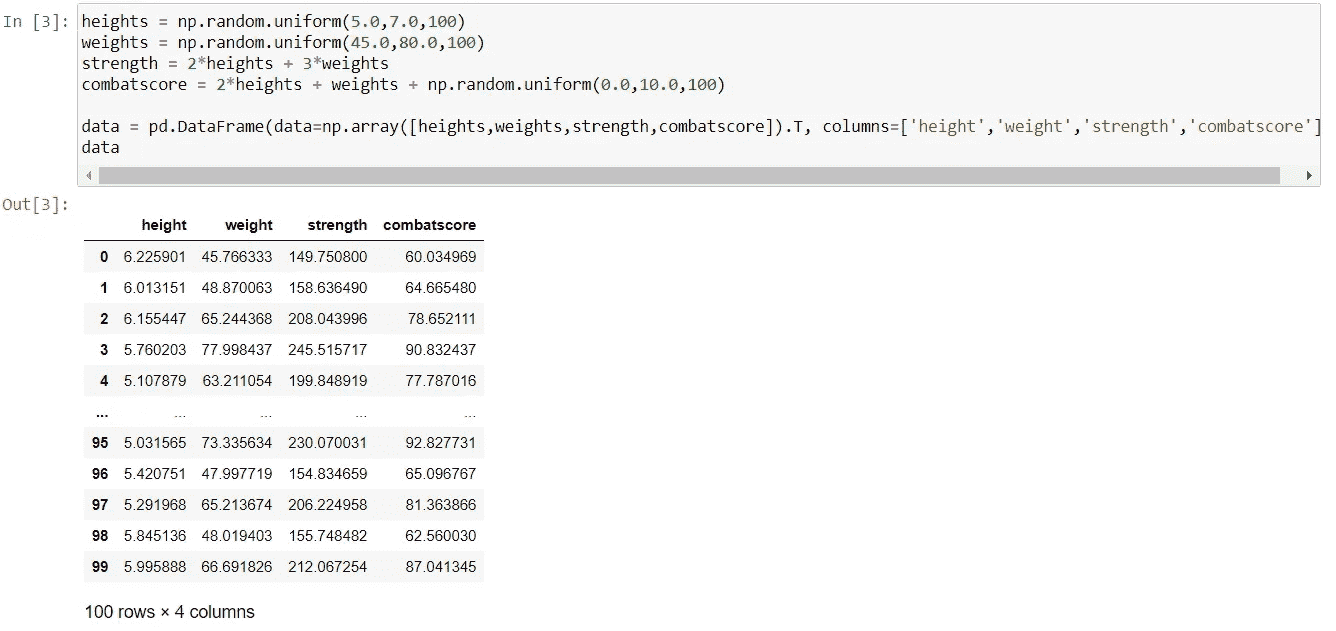 In [3]: heights = np.random.uniform(5.0,7.0,100)
weights = np.random.uniform(45.0,80.0,100)
strength = 2*heights + 3*weights
combatscore = 2*heights + weights + np.random.uniform(0.0,10.0,100)
data = pd.DataFrame(data=np.array([heights,weights,strength,combatscore]).T, columns=['height','weight','strength','combatscore']
data
Out[3]:
height weight strength combatscore
0 6.225901 45.766333 149.750800 60.034969
1 6.013151 48.870063 158.636490 64.665480
2 6.155447 65.244368 208.043996 78.652111
3 5.760203 77.998437 245.515717 90.832437
4 5.107879 63.211054 199.848919 77.787016
... ... ... ... ...
95 5.031565 73.335634 230.070031 92.827731
96 5.420751 47.997719 154.834659 65.096767
97 5.291968 65.213674 206.224958 81.363866
98 5.845136 48.019403 155.748482 62.560030
99 5.995888 66.691826 212.067254 87.041345
100 rows × 4 columns